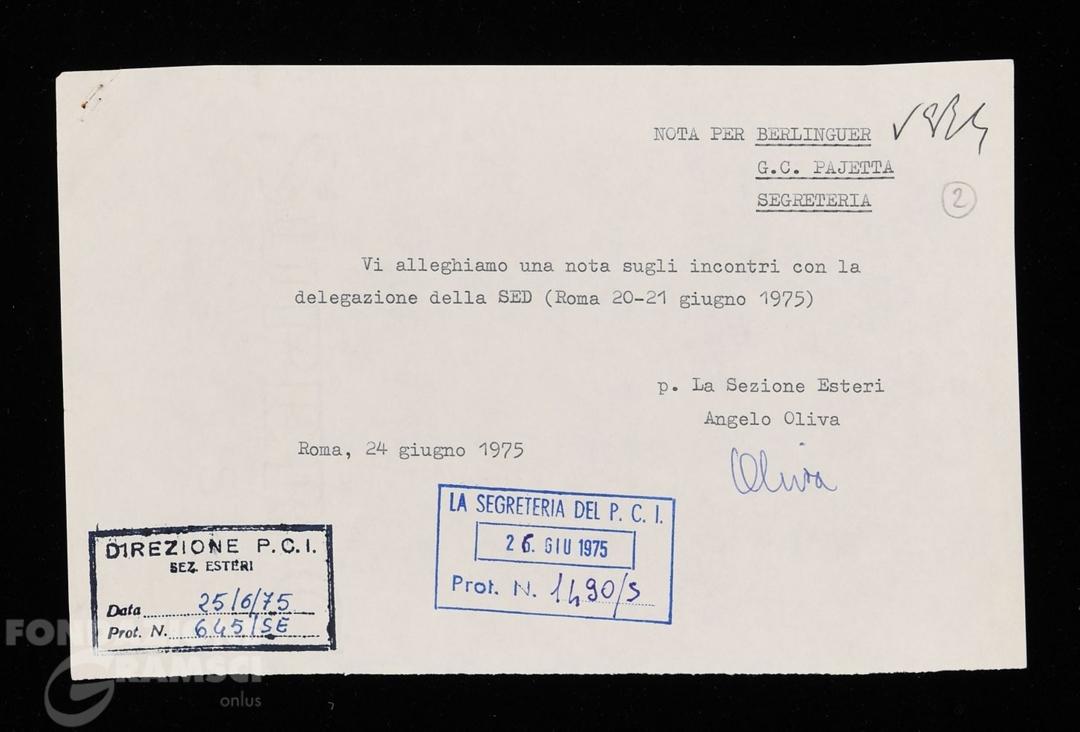 NOTA PER BERLINGUER
G.C. PAJETTA
SEGRETERIA
2
Vi alleghiamo una nota sugli incontri con la
delegazione della SED (Roma 20-21 giugno 1975)
p. La Sezione Esteri
Angelo Oliva
Oliva
Roma, 24 giugno 1975
LA SEGRETERIA DEL P. C. I.
26. GIU 1975
Prot. N. 1490/S
DIREZIONE P.C.I.
SEZ. ESTERI
Data 25/6/75
Prot. N. 645/SE
GRAMSCI
onlus